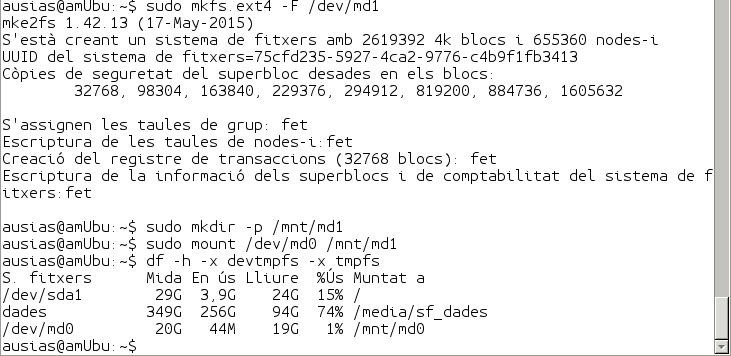 ausias@amUbu:~$ sudo mkfs.ext4 -F /dev/md1
mke2fs 1.42.13 (17-May-2015)
S'està creant un sistema de fitxers amb 2619392 4k blocs i 655360 nodes-i
UUID del sistema de fitxers=75cfd235-5927-4ca2-9776-c4b9f1fb3413
Còpies de seguretat del superbloc desades en els blocs:
32768, 98304, 163840, 229376, 294912, 819200, 884736, 1605632
S'assignen les taules de grup: fet
Escriptura de les taules de nodes-i:fet
Creació del registre de transaccions (32768 blocs): fet
Escriptura de la informació dels superblocs i de comptabilitat del sistema de f
itxers:fet
ausias@amUbu:~$ sudo mkdir -p /mnt/md1
ausias@amUbu:~$ sudo mount /dev/md0 /mnt/md1
ausias@amUbu:~$ df -h -x devtmpfs -x tmpfs
S. fitxers Mida En ús Lliure %Ús Muntat a
/dev/sda1 29G 3,9G 24G 15% /
dades 349G 256G 94G 74% /media/sf_dades
/dev/md0 20G 44M 19G 1% /mnt/md0
ausias@amUbu:~$